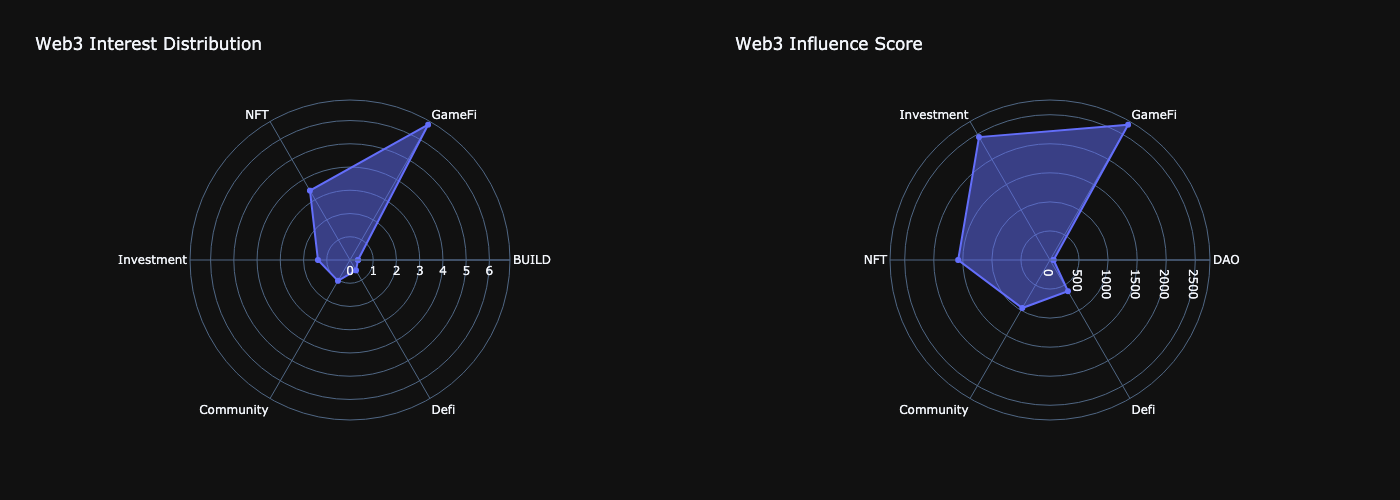 Web3 Interest Distribution
NFT
GameFi
Investment
0 1 2 3 4 5 6
BUILD
Community
Defi
Web3 Influence Score
Investment
GameFi
NFT
0 500 1000 1500 2000 2500
DAO
Community
Defi